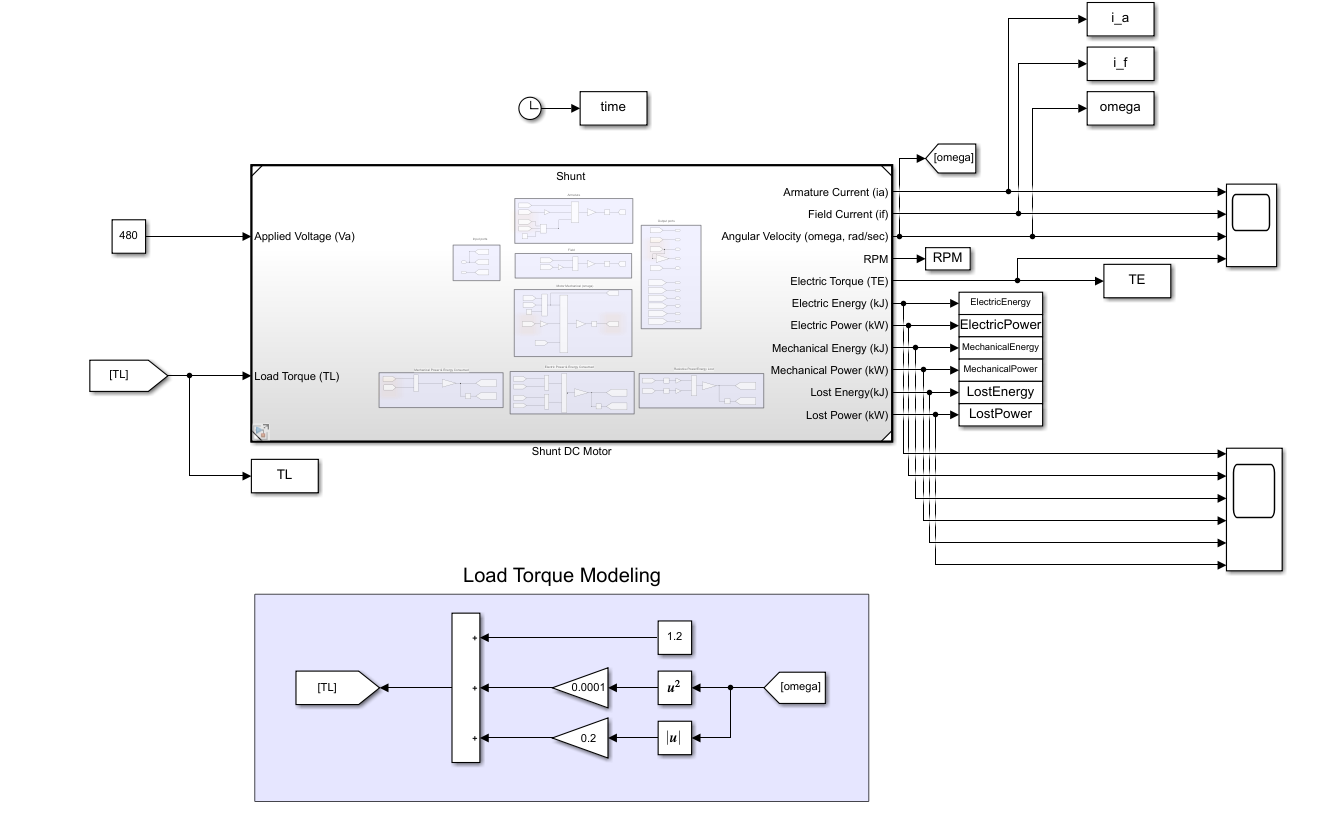 i_a
i_f
time
omega
[omega]
Shunt
Armature Current (ia)
Field Current (if)
480
Applied Voltage (Va)
Angular Velocity (omega, rad/sec)
RPM
RPM
Electric Torque (TE)
TE
Electric Energy (kJ)
ElectricEnergy
Electric Power (kW)
ElectricPower
Mechanical Energy (kJ)
MechanicalEnergy
[TL]
Load Torque (TL)
Mechanical Power (kW)
MechanicalPower
Lost Energy(kJ)
LostEnergy
Lost Power (kW)
LostPower
Shunt DC Motor
TL
Load Torque Modeling
+
1.2
[TL]
+
0.0001
u²
[omega]
+
0.2
|u|